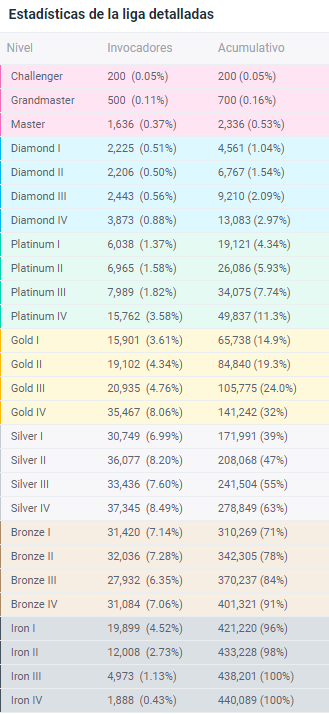 Estadísticas de la liga detalladas
Nivel Invocadores Acumulativo
Challenger 200 (0.05%) 200 (0.05%)
Grandmaster 500 (0.11%) 700 (0.16%)
Master 1,636 (0.37%) 2,336 (0.53%)
Diamond I 2,225 (0.51%) 4,561 (1.04%)
Diamond II 2,206 (0.50%) 6,767 (1.54%)
Diamond III 2,443 (0.56%) 9,210 (2.09%)
Diamond IV 3,873 (0.88%) 13,083 (2.97%)
Platinum I 6,038 (1.37%) 19,121 (4.34%)
Platinum II 6,965 (1.58%) 26,086 (5.93%)
Platinum III 7,989 (1.82%) 34,075 (7.74%)
Platinum IV 15,762 (3.58%) 49,837 (11.3%)
Gold I 15,901 (3.61%) 65,738 (14.9%)
Gold II 19,102 (4.34%) 84,840 (19.3%)
Gold III 20,935 (4.76%) 105,775 (24.0%)
Gold IV 35,467 (8.06%) 141,242 (32%)
Silver I 30,749 (6.99%) 171,991 (39%)
Silver II 36,077 (8.20%) 208,068 (47%)
Silver III 33,436 (7.60%) 241,504 (55%)
Silver IV 37,345 (8.49%) 278,849 (63%)
Bronze I 31,420 (7.14%) 310,269 (71%)
Bronze II 32,036 (7.28%) 342,305 (78%)
Bronze III 27,932 (6.35%) 370,237 (84%)
Bronze IV 31,084 (7.06%) 401,321 (91%)
Iron I 19,899 (4.52%) 421,220 (96%)
Iron II 12,008 (2.73%) 433,228 (98%)
Iron III 4,973 (1.13%) 438,201 (100%)
Iron IV 1,888 (0.43%) 440,089 (100%)